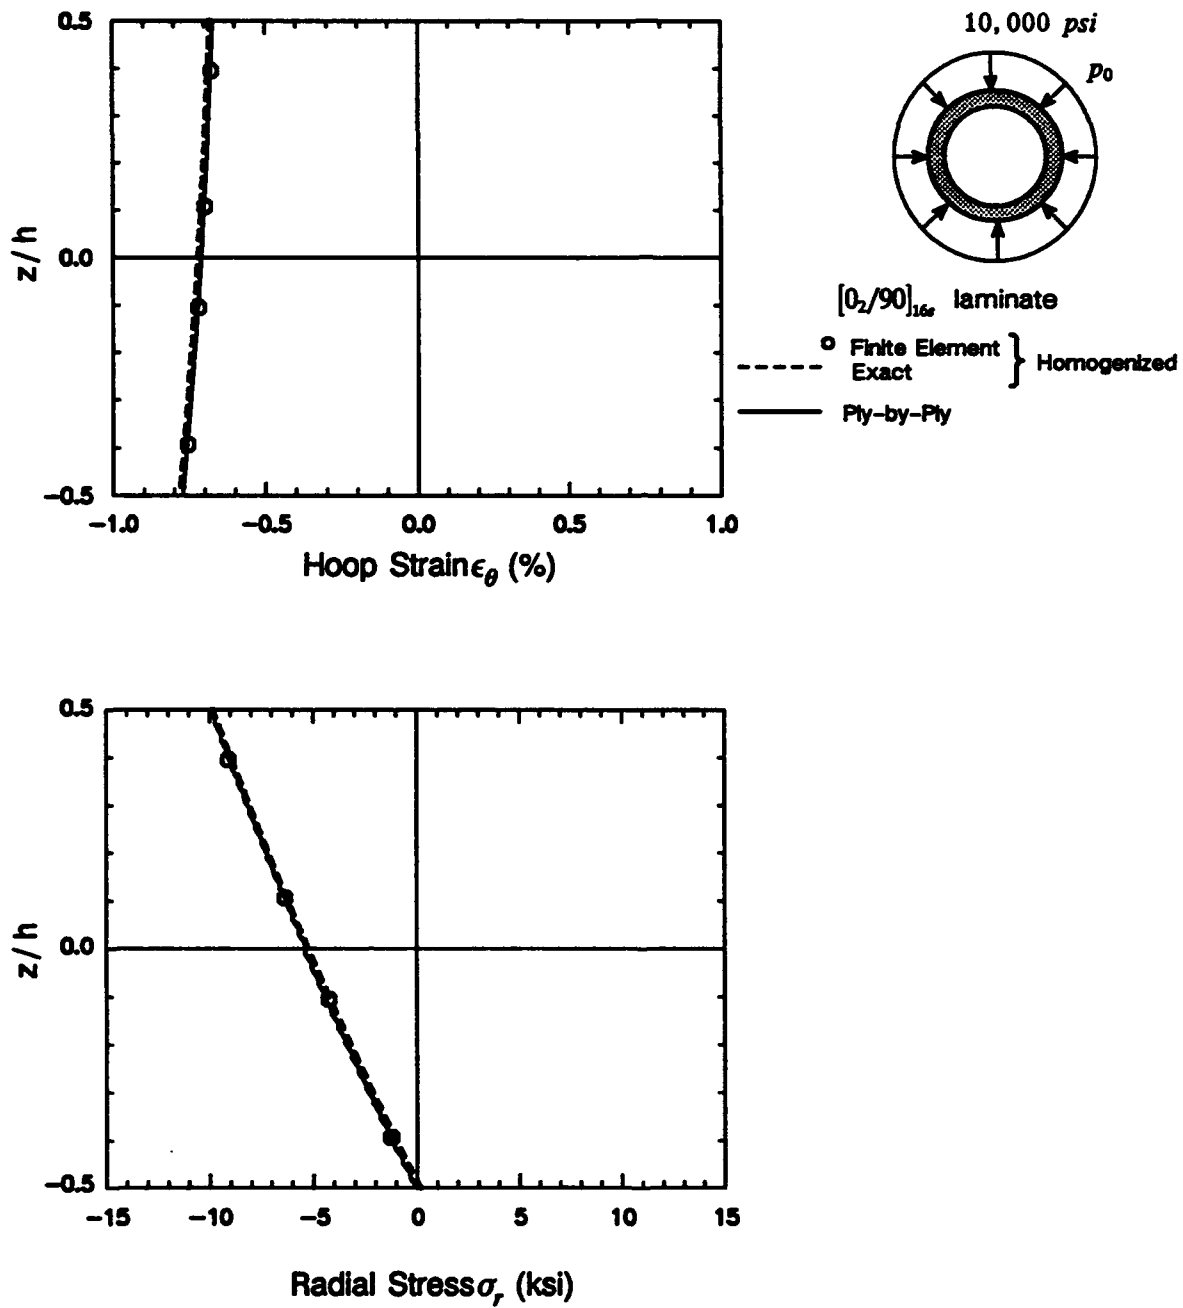 0.5
0.0
-0.5
z/h
-1.0 -0.5 0.0 0.5 1.0
Hoop Strain ϵθ (%)
10,000 psi
p₀
[0₂/90]₁₆ₛ laminate
Finite Element
Exact
Homogenized
Ply-by-Ply
0.5
0.0
-0.5
z/h
-15 -10 -5 0 5 10 15
Radial Stress σᵣ (ksi)